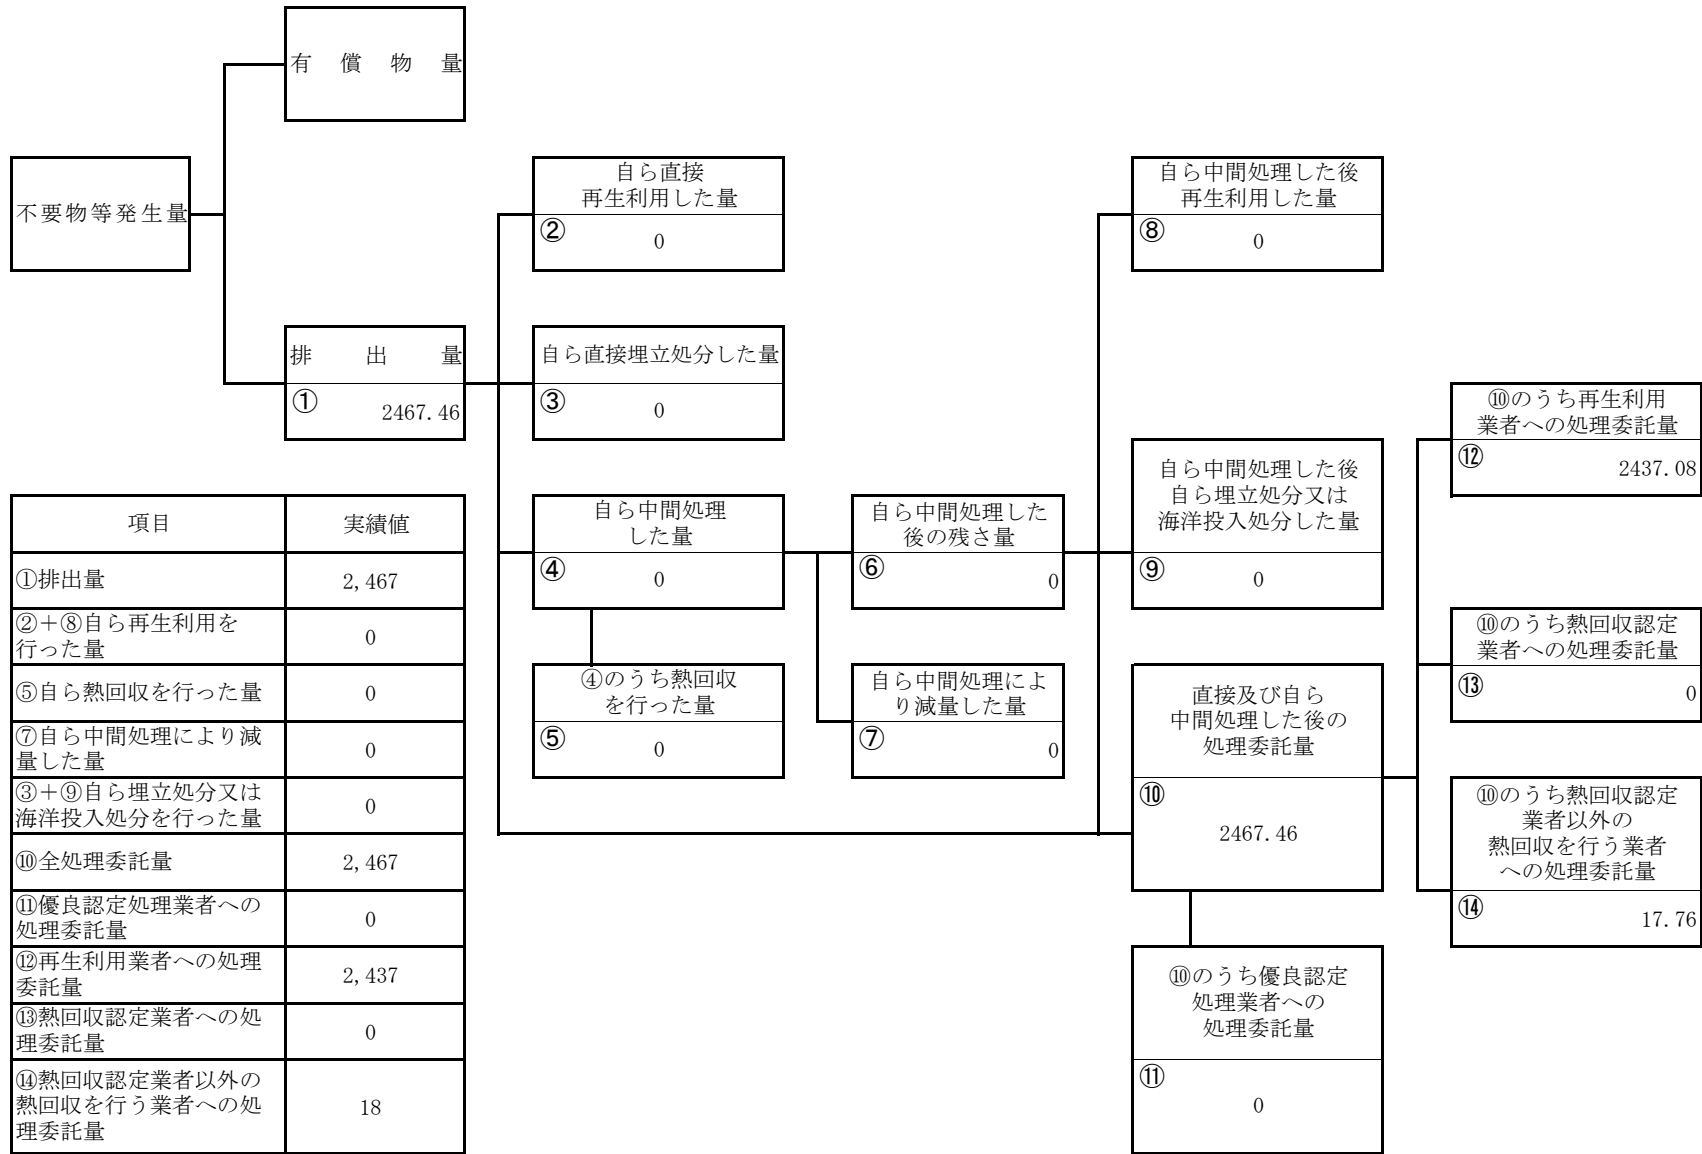 有償物量
不要物等発生量
排出量
①
2467.46
自ら直接
再生利用した量
②
0
自ら直接埋立処分した量
③
0
自ら中間処理
した量
④
0
④のうち熱回収
を行った量
⑤
0
自ら中間処理した
後の残さ量
⑥
0
自ら中間処理によ
り減量した量
⑦
0
自ら中間処理した後
再生利用した量
⑧
0
自ら中間処理した後
自ら埋立処分又は
海洋投入処分した量
⑨
0
直接及び自ら
中間処理した後の
処理委託量
⑩
2467.46
⑩のうち優良認定
処理業者への
処理委託量
⑪
0
⑩のうち再生利用
業者への処理委託量
⑫
2437.08
⑩のうち熱回収認定
業者への処理委託量
⑬
0
⑩のうち熱回収認定
業者以外の
熱回収を行う業者
への処理委託量
⑭
17.76
項目 実績値
①排出量 2,467
②＋⑧自ら再生利用を
行った量 0
⑤自ら熱回収を行った量 0
⑦自ら中間処理により減
量した量 0
③＋⑨自ら埋立処分又は
海洋投入処分を行った量 0
⑩全処理委託量 2,467
⑪優良認定処理業者への
処理委託量 0
⑫再生利用業者への処理
委託量 2,437
⑬熱回収認定業者への処
理委託量 0
⑭熱回収認定業者以外の
熱回収を行う業者への処
理委託量 18